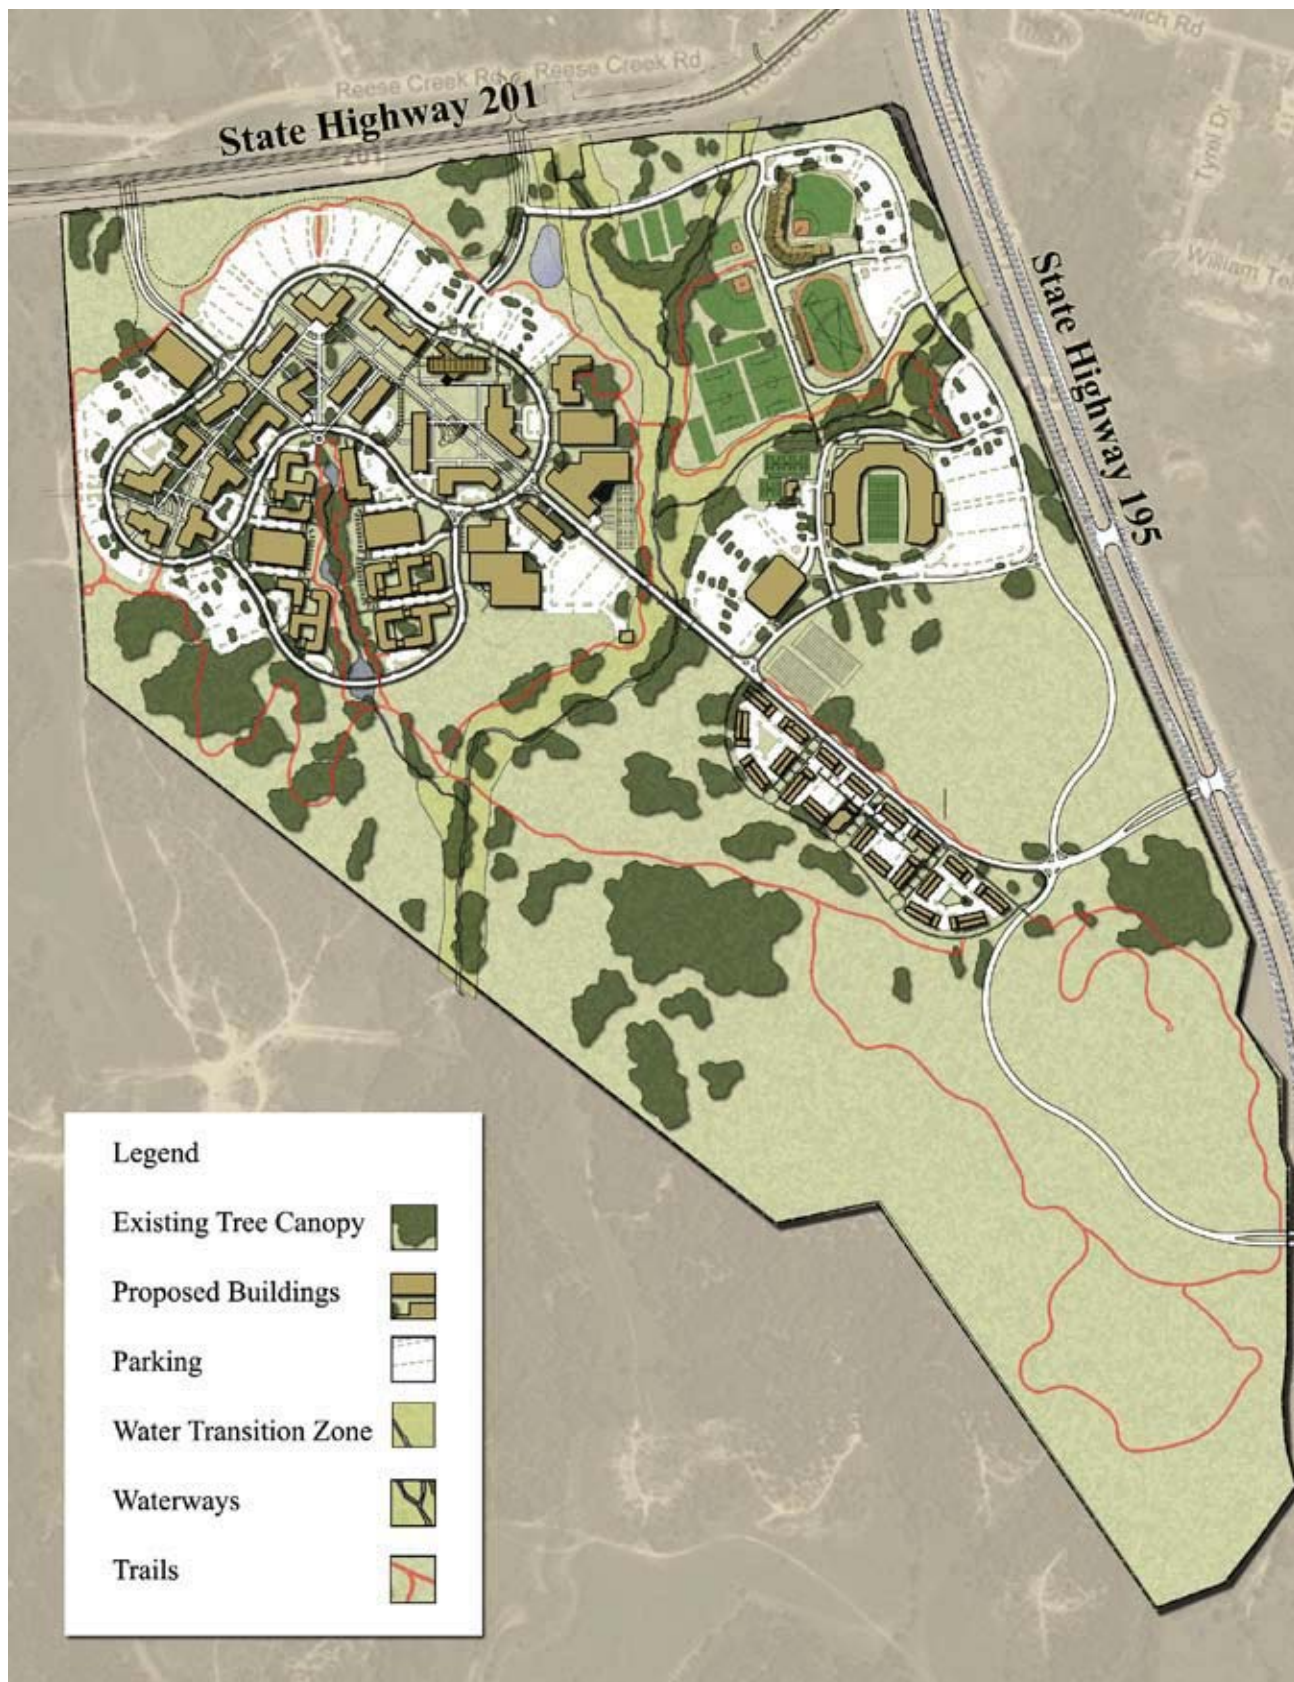 Reese Creek Rd
Reese Creek Rd
State Highway 201
201
Tyrel Dr
State Highway 195
Legend
Existing Tree Canopy
Proposed Buildings
Parking
Water Transition Zone
Waterways
Trails